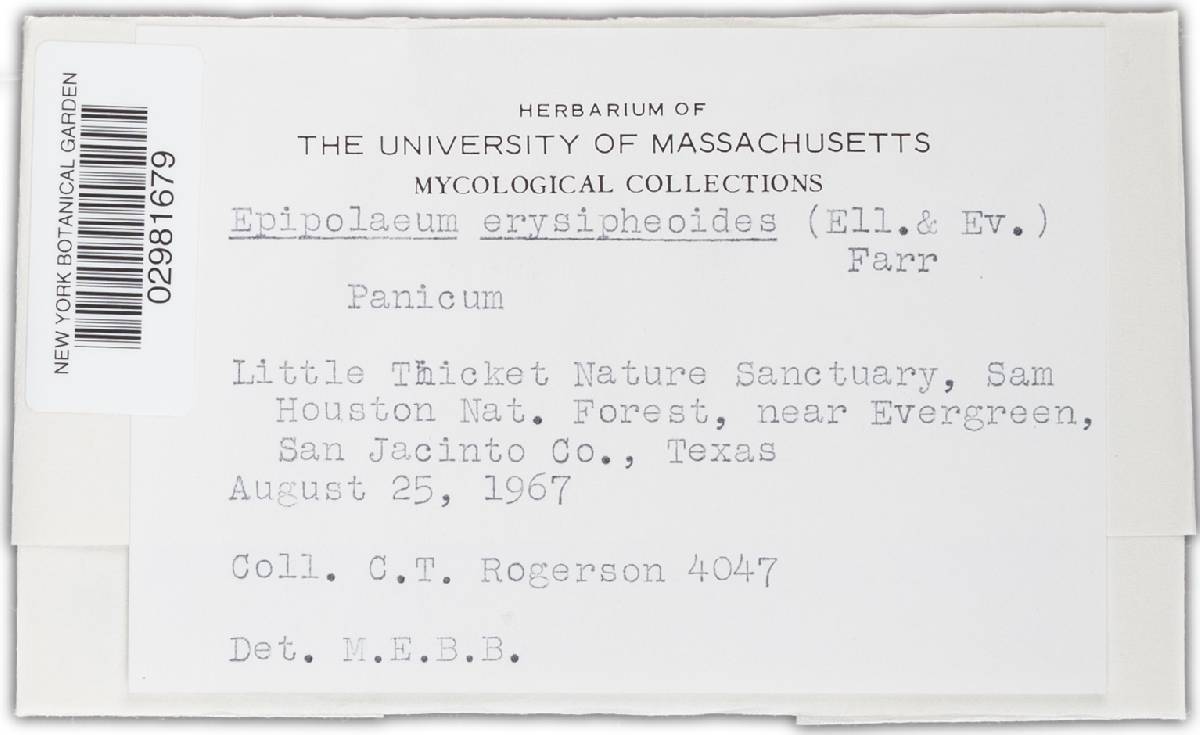 NEW YORK BOTANICAL GARDEN
02981679
HERBARIUM OF
THE UNIVERSITY OF MASSACHUSETTS
MYCOLOGICAL COLLECTIONS
Epipolaeum erysipheoides (Ell.& Ev.)
Farr
Panicum
Little Thicket Nature Sanctuary, Sam
Houston Nat. Forest, near Evergreen,
San Jacinto Co., Texas
August 25, 1967
Coll. C.T. Rogerson 4047
Det. M.E.B.B.